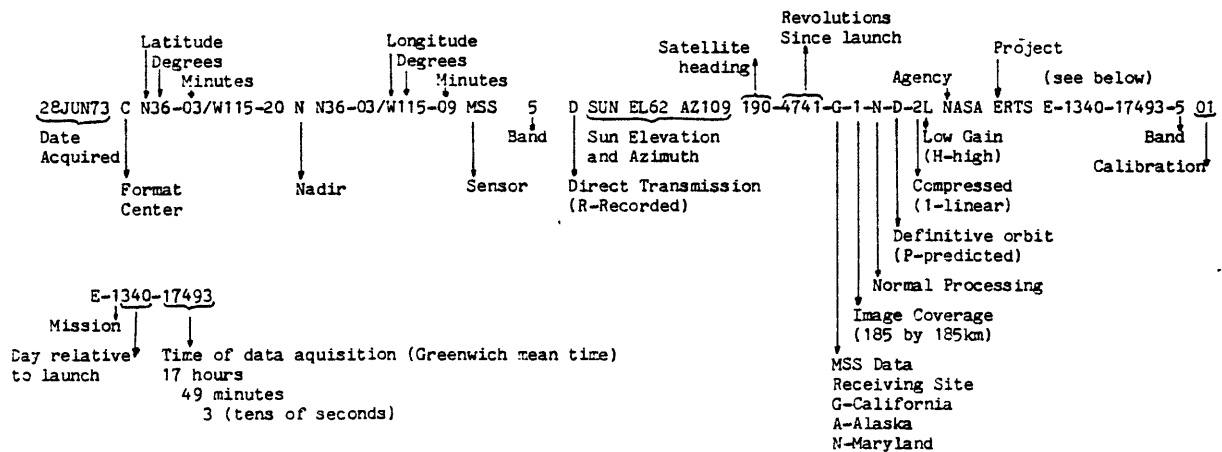 Revolutions
Since launch
Latitude
Degrees
Minutes
Longitude
Degrees
Minutes
Satellite
heading
Project
Agency
(see below)
28JUN73 C N36-03/W115-20 N N36-03/W115-09 MSS 5 D SUN EL62 AZ109 190-4741-G-1-N-D-2L NASA ERTS E-1340-17493-5 01
Date
Acquired
Format
Center
Nadir
Sensor
Band
Sun Elevation
and Azimuth
Direct Transmission
(R-Recorded)
Low Gain
(H-high)
Band
Calibration
Compressed
(1-linear)
Definitive orbit
(P-predicted)
Normal Processing
Image Coverage
(185 by 185km)
MSS Data
Receiving Site
G-California
A-Alaska
N-Maryland
E-1340-17493
Mission
Day relative
to launch
Time of data aquisition (Greenwich mean time)
17 hours
49 minutes
3 (tens of seconds)